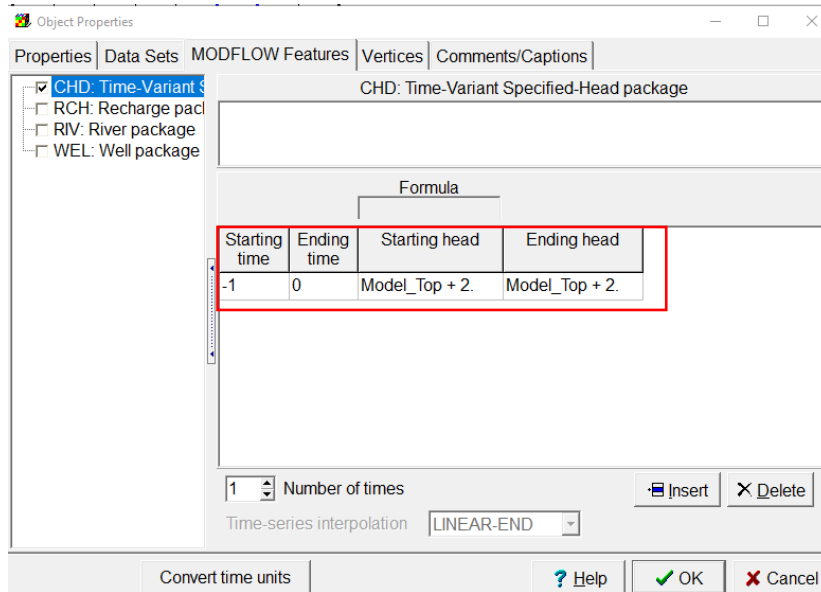 Object Properties
Properties Data Sets MODFLOW Features Vertices Comments/Captions
CHD: Time-Variant S
RCH: Recharge pacl
RIV: River package
WEL: Well package
CHD: Time-Variant Specified-Head package
Formula
Starting time Ending time Starting head Ending head
-1 0 Model_Top + 2. Model_Top + 2.
1 Number of times
Insert Delete
Time-series interpolation LINEAR-END
Convert time units ? Help OK Cancel